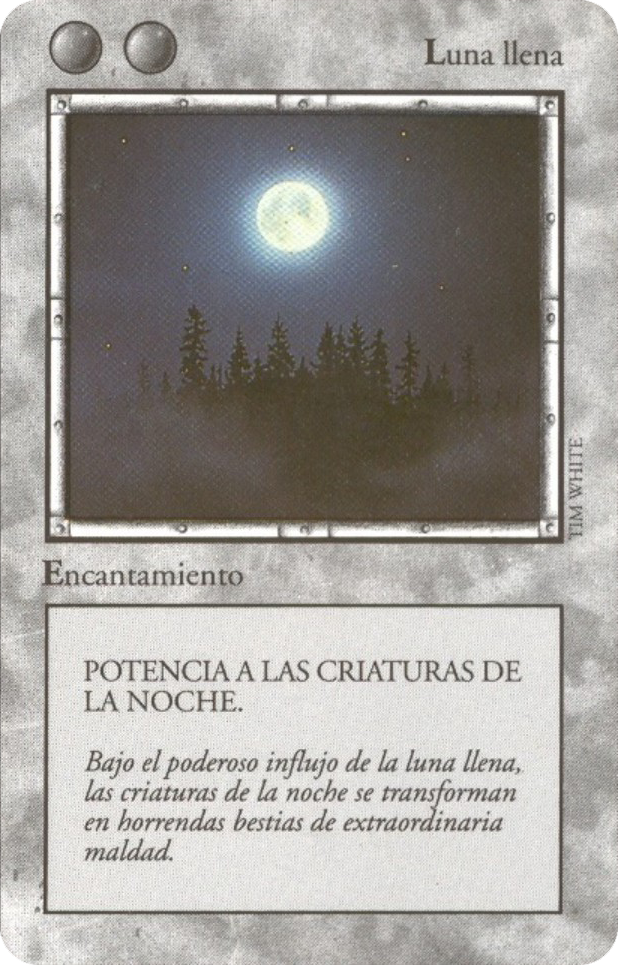 Luna llena
TIM WHITE
Encantamiento
POTENCIA A LAS CRIATURAS DE
LA NOCHE.
Bajo el poderoso influjo de la luna llena,
las criaturas de la noche se transforman
en horrendas bestias de extraordinaria
maldad.